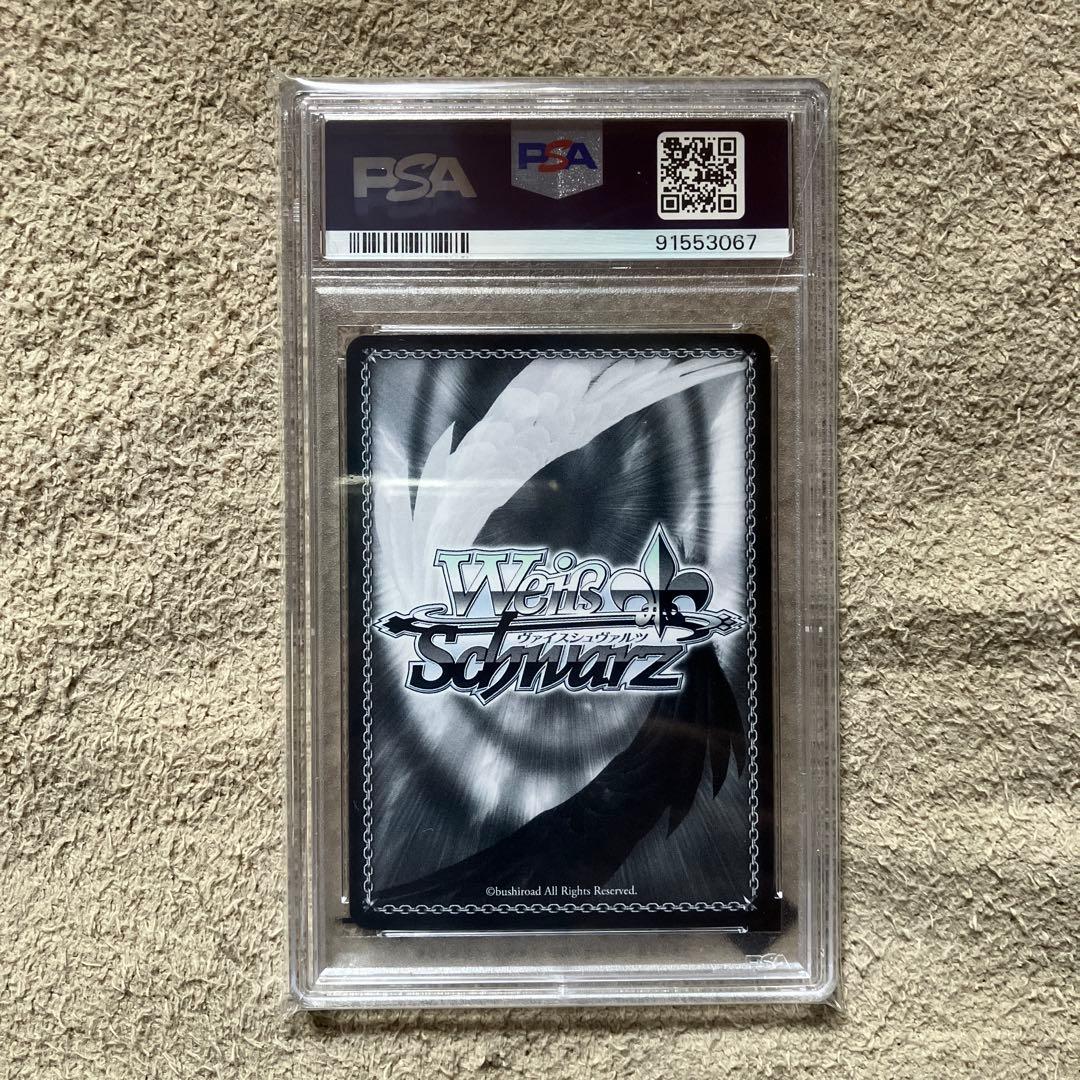 PSA
PSA
91553067
Weiß
ヴァイスシュヴァルツ
Schwarz
©bushiroad All Rights Reserved.
PSA